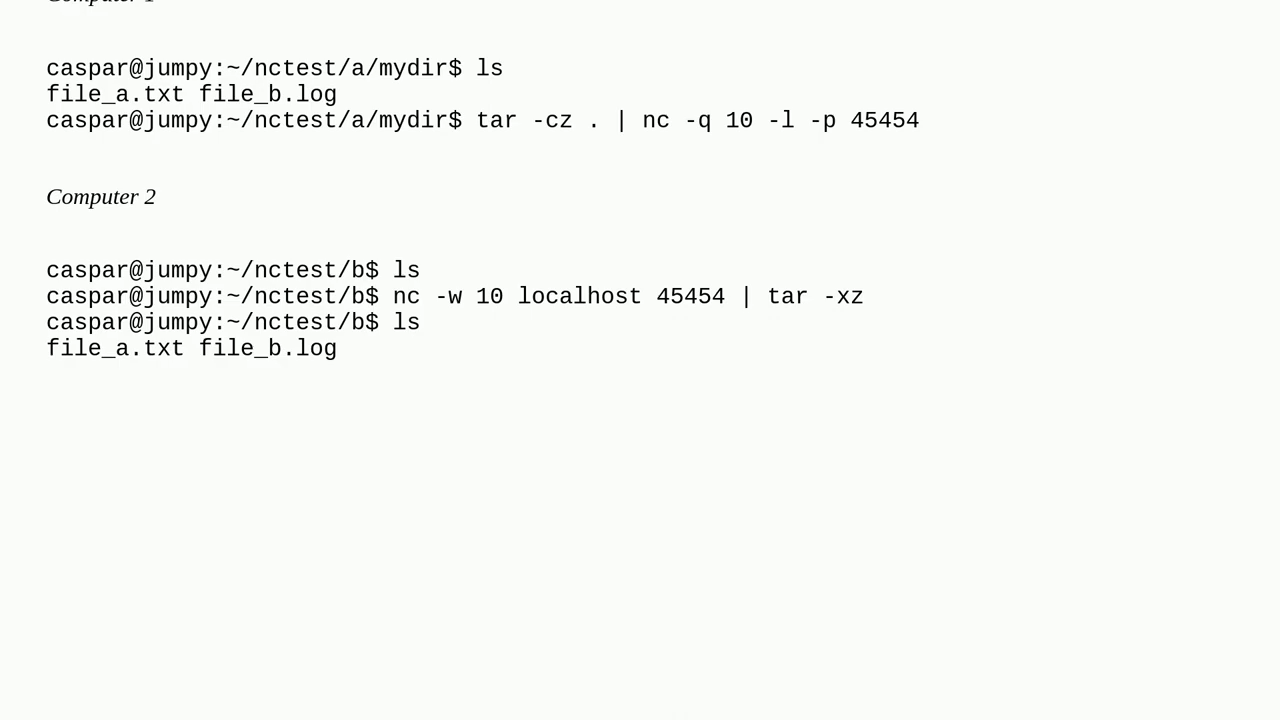 Computer 1
caspar@jumpy:~/nctest/a/mydir$ ls
file_a.txt file_b.log
caspar@jumpy:~/nctest/a/mydir$ tar -cz . | nc -q 10 -l -p 45454
Computer 2
caspar@jumpy:~/nctest/b$ ls
caspar@jumpy:~/nctest/b$ nc -w 10 localhost 45454 | tar -xz
caspar@jumpy:~/nctest/b$ ls
file_a.txt file_b.log